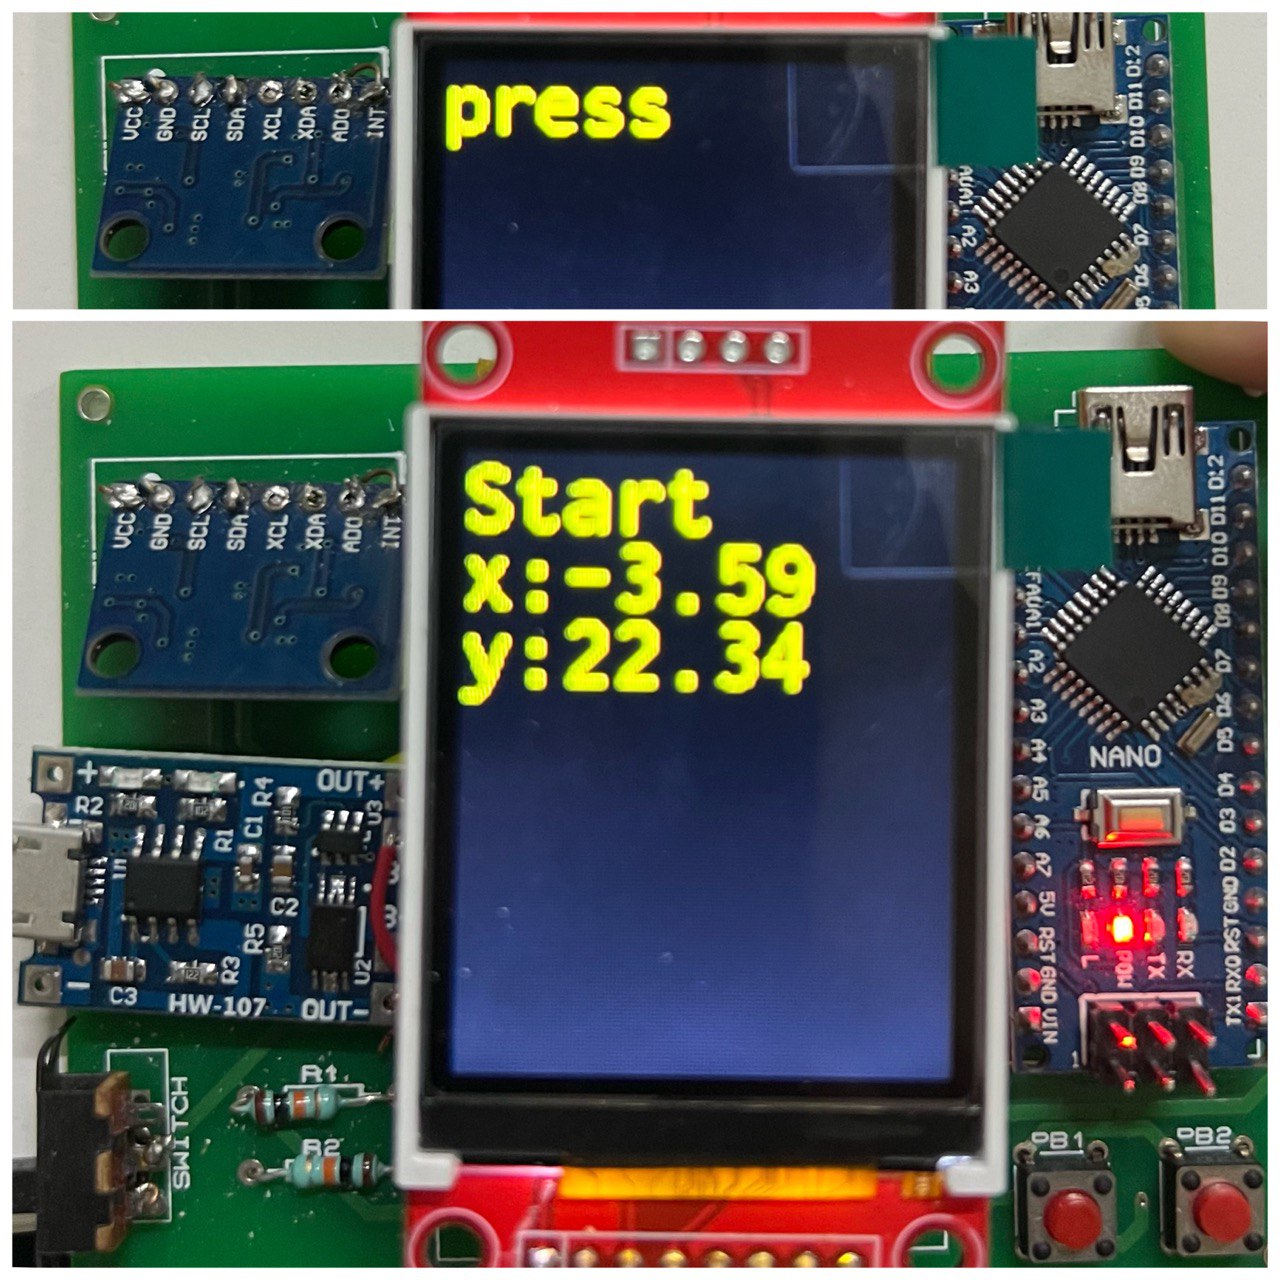 press
VCC
GND
SCL
SDA
XCL
XDA
ADO
INT
D12
D11
D10
D9
D8
D7
D6
A2
A3
Start
x:-3.59
y:22.34
VCC
GND
SCL
SDA
XCL
XDA
ADO
INT
D12
D11
D10
D9
D8
D7
D6
D5
D4
D3
D2
GND
RST
RX0
TX1
A2
A3
A4
A5
A6
A7
5V
RST
GND
VIN
NANO
L
POW
TX
RX
1
+
R2
R4
OUT+
U3
R1
C1
C2
R5
R3
U2
C3
-
HW-107
OUT-
SWITCH
R1
R2
PB1
PB2